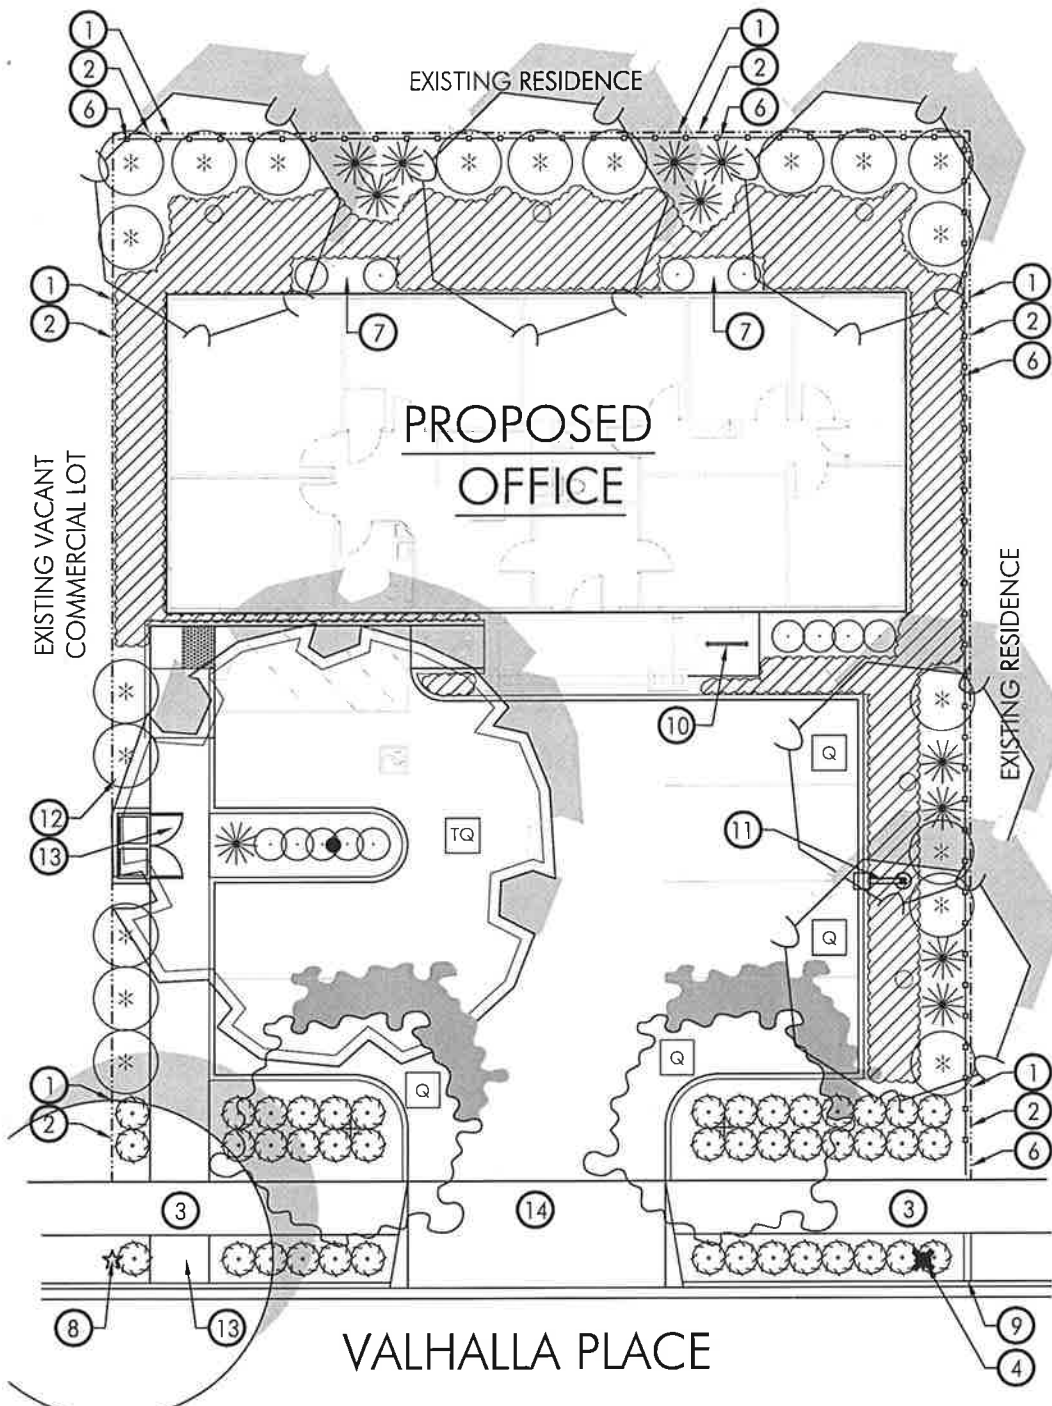 1
1
2
EXISTING RESIDENCE
2
6
6
1
1
2
7
7
2
6
PROPOSED
OFFICE
EXISTING VACANT
COMMERCIAL LOT
EXISTING RESIDENCE
10
Q
12
TQ
11
13
Q
Q
Q
1
1
2
2
6
3
14
3
8
13
9
VALHALLA PLACE
4